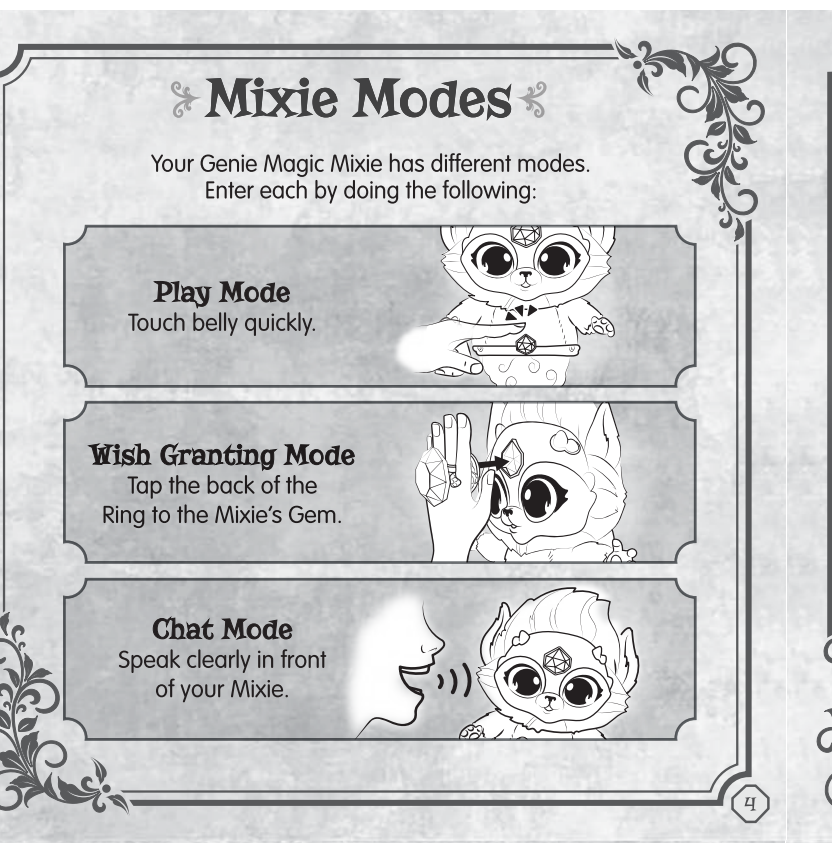 Mixie Modes
Your Genie Magic Mixie has different modes.
Enter each by doing the following:
Play Mode
Touch belly quickly.
Wish Granting Mode
Tap the back of the
Ring to the Mixie's Gem.
Chat Mode
Speak clearly in front
of your Mixie.
4